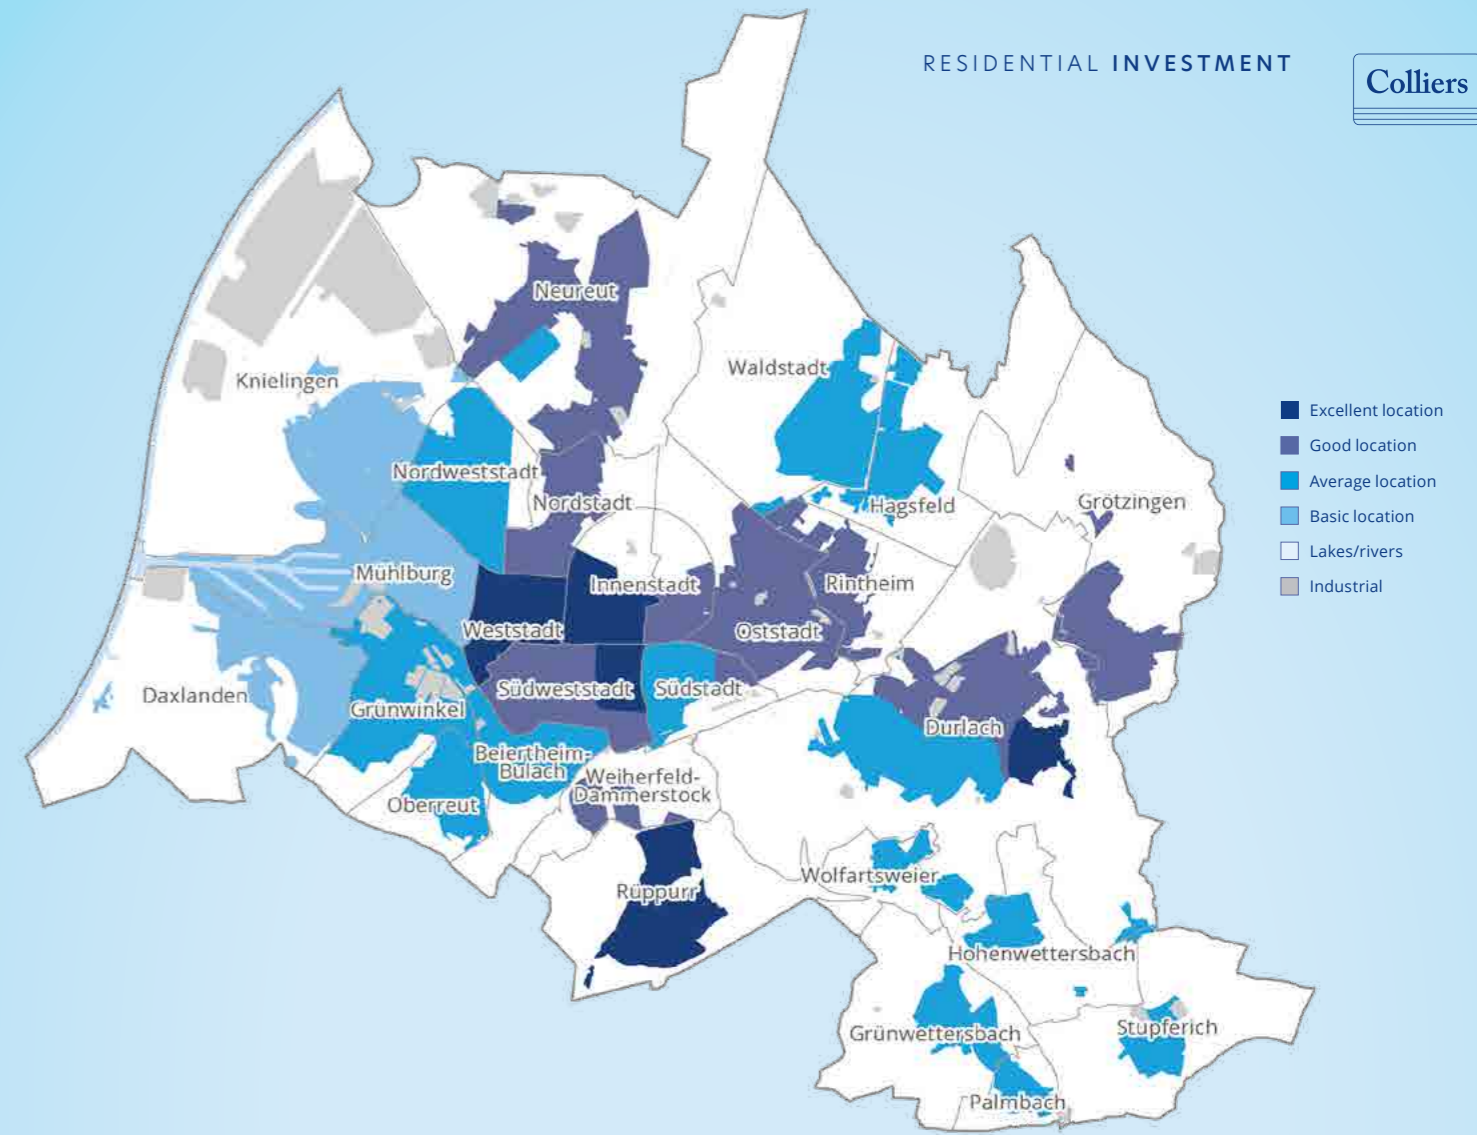 RESIDENTIAL INVESTMENT
Colliers
Neureut
Waldstadt
Knielingen
Excellent location
Good location
Average location
Basic location
Lakes/rivers
Industrial
Nordweststadt
Nordstadt
Hagsfeld
Grötzingen
Mühlburg
Innenstadt
Rintheim
Weststadt
Oststadt
Daxlanden
Südweststadt
Südstadt
Grünwinkel
Durlach
Beiertheim-
Bulach
Weiherfeld-
Dammerstock
Oberreut
Wolfartsweier
Rüppurr
Hohenwettersbach
Grünwettersbach
Stupferich
Palmbach